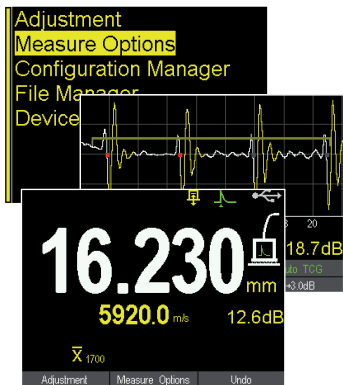 Adjustment
Measure Options
Configuration Manager
File Manager
Device
20
18.7dB
uto TCG
+3.0dB
16.230 mm
5920.0 m/s 12.6dB
X 1700
Adjustment Measure Options Undo